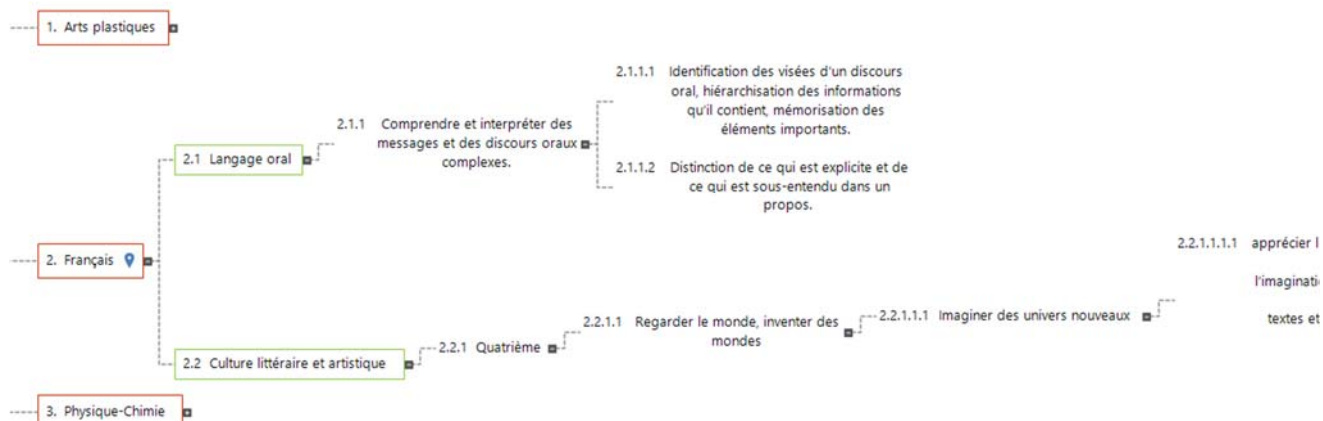 1. Arts plastiques
2.1.1.1 Identification des visées d'un discours
oral, hiérarchisation des informations
qu'il contient, mémorisation des
éléments importants.
2.1.1 Comprendre et interpréter des
messages et des discours oraux
complexes.
2.1 Langage oral
2.1.1.2 Distinction de ce qui est explicite et de
ce qui est sous-entendu dans un
propos.
2. Français
2.2.1.1.1.1 apprécier l
l'imaginati
textes et
2.2.1.1.1 Imaginer des univers nouveaux
2.2.1.1 Regarder le monde, inventer des
mondes
2.2.1 Quatrième
2.2 Culture littéraire et artistique
3. Physique-Chimie